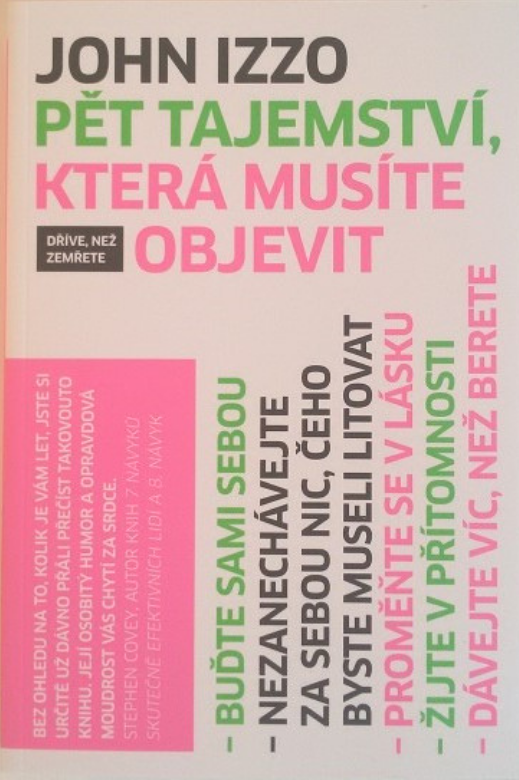 JOHN IZZO
PĚT TAJEMSTVÍ,
KTERÁ MUSÍTE
DŘÍVE, NEŽ
ZEMŘETE
OBJEVIT
BEZ OHLEDU NA TO, KOLIK JE VÁM LET, JSTE SI
URČITĚ UŽ DÁVNO PŘÁLI PŘEČÍST TAKOVOUTO
KNIHU. JEJÍ OSOBITÝ HUMOR A OPRAVDOVÁ
MOUDROST VÁS CHYTÍ ZA SRDCE.
STEPHEN COVEY, AUTOR KNIH 7 NÁVYKŮ
SKUTEČNĚ EFEKTIVNÍCH LIDÍ A 8. NÁVYK
– BUĎTE SAMI SEBOU
– NEZANECHÁVEJTE
ZA SEBOU NIC, ČEHO
BYSTE MUSELI LITOVAT
– PROMĚŇTE SE V LÁSKU
– ŽIJTE V PŘÍTOMNOSTI
– DÁVEJTE VÍC, NEŽ BERETE